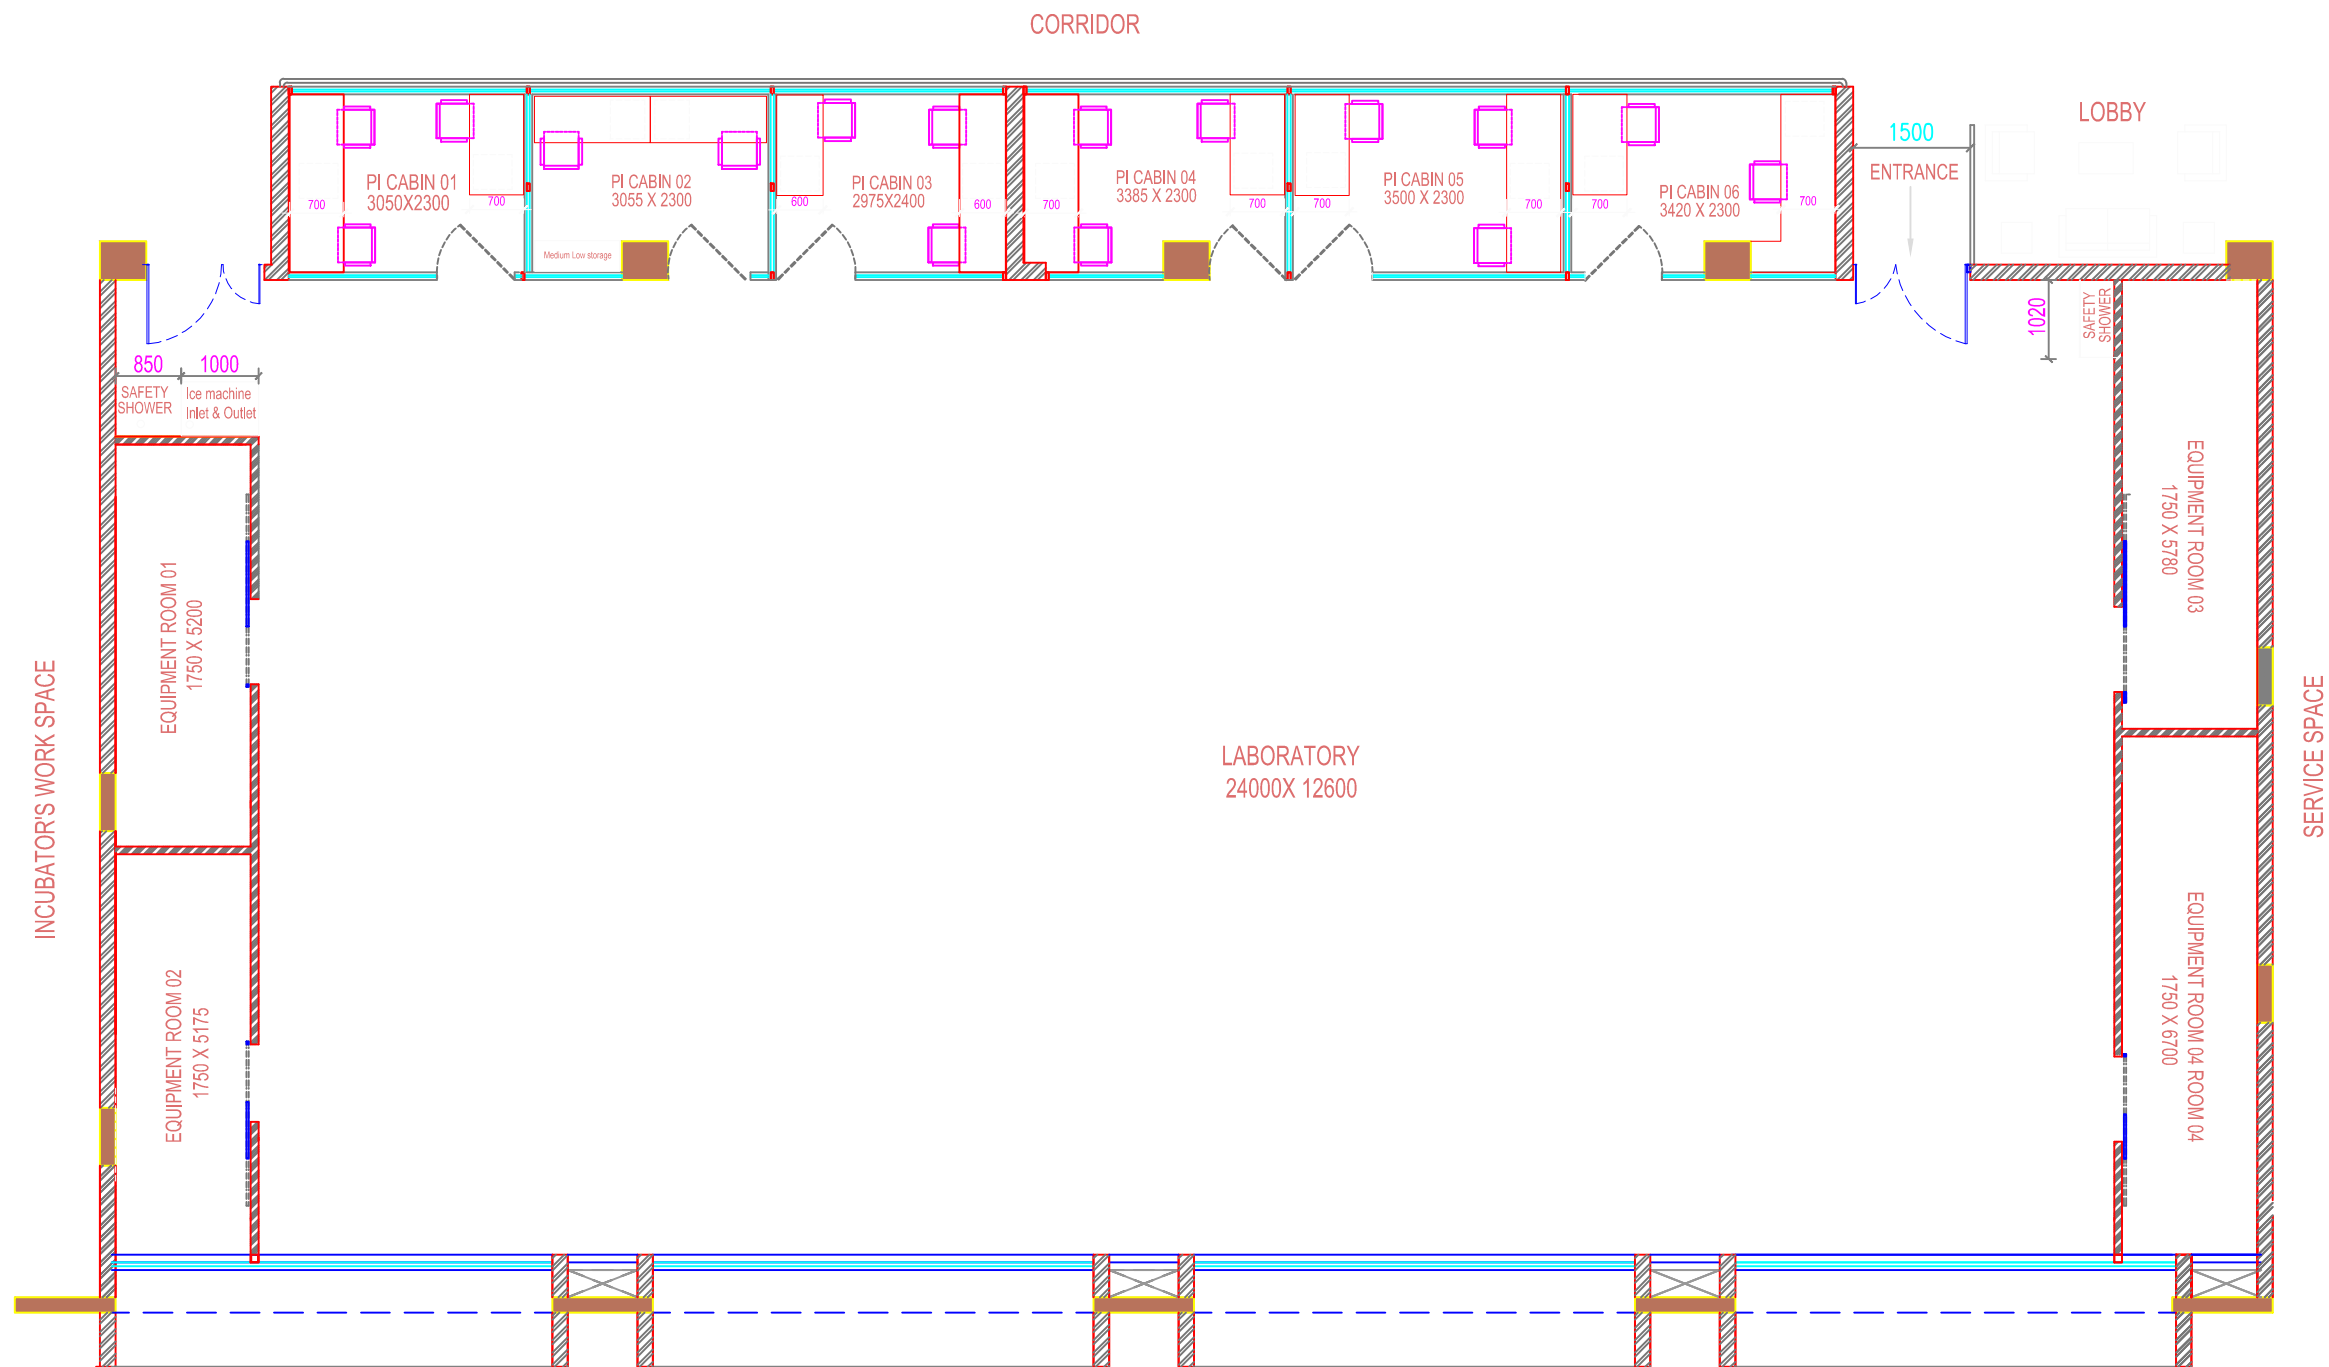 CORRIDOR
LOBBY
1500
ENTRANCE
PI CABIN 01
3050X2300
700
700
PI CABIN 02
3055 X 2300
Medium Low storage
PI CABIN 03
2975X2400
600
600
PI CABIN 04
3385 X 2300
700
700
PI CABIN 05
3500 X 2300
700
700
PI CABIN 06
3420 X 2300
700
700
1020
SAFETY
SHOWER
850
1000
SAFETY
SHOWER
Ice machine
Inlet & Outlet
EQUIPMENT ROOM 01
1750 X 5200
EQUIPMENT ROOM 03
1750 X 5780
INCUBATOR'S WORK SPACE
LABORATORY
24000X 12600
SERVICE SPACE
EQUIPMENT ROOM 02
1750 X 5175
EQUIPMENT ROOM 04 ROOM 04
1750 X 6700